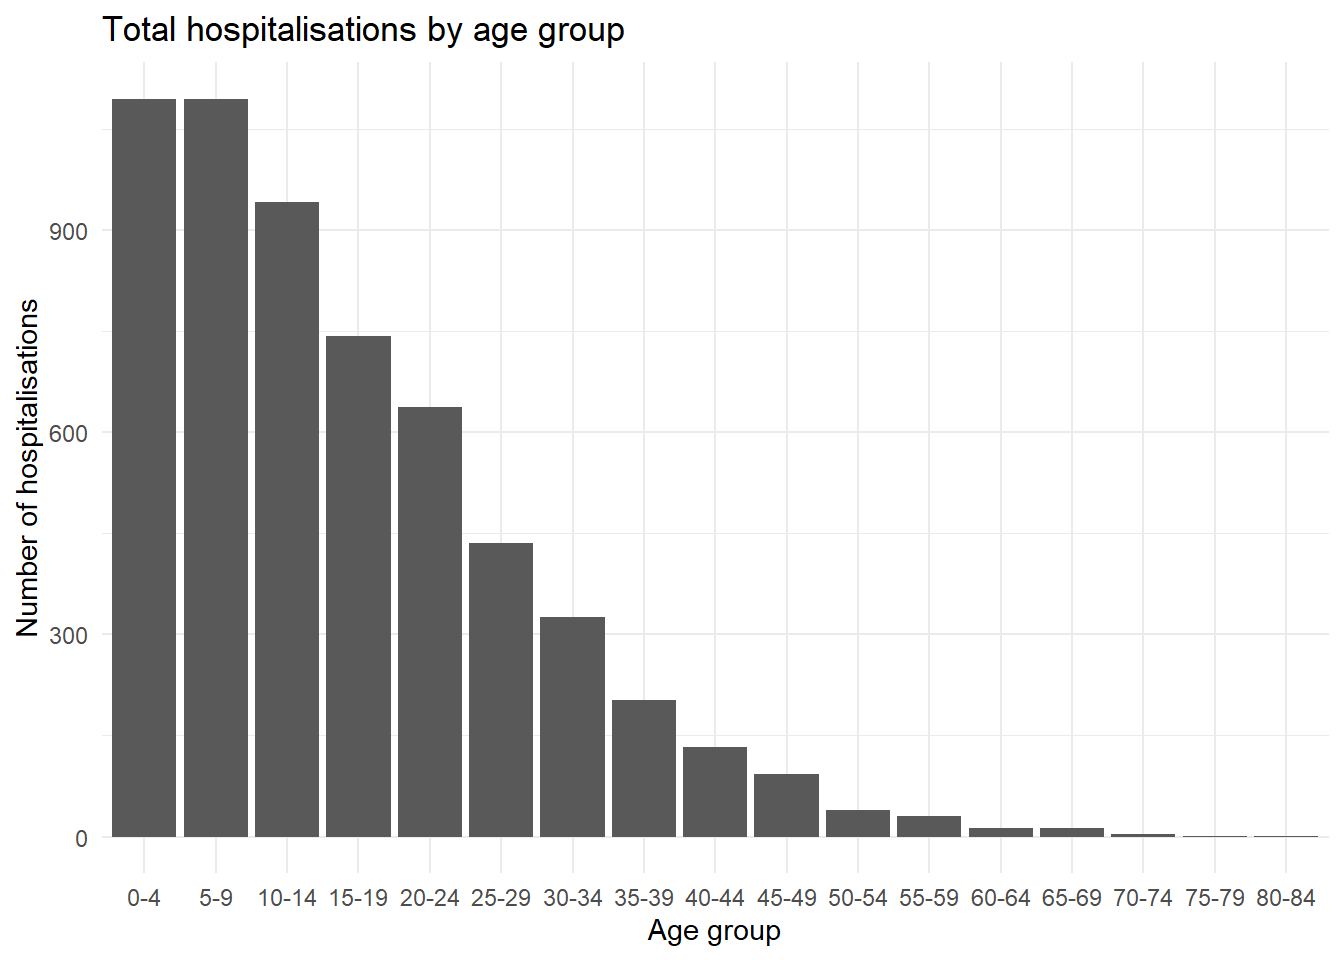 Total hospitalisations by age group
Number of hospitalisations
900
600
300
0
0-4 5-9 10-14 15-19 20-24 25-29 30-34 35-39 40-44 45-49 50-54 55-59 60-64 65-69 70-74 75-79 80-84
Age group